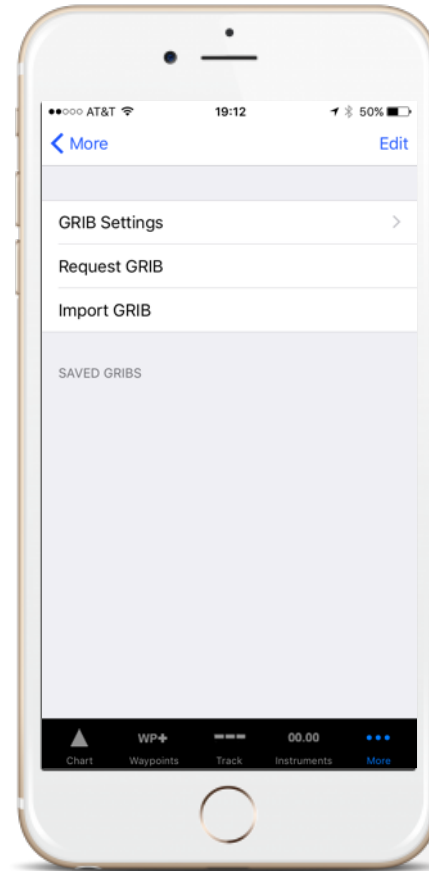 AT&T 19:12 50%
More Edit
GRIB Settings
Request GRIB
Import GRIB
SAVED GRIBS
WP+ 00.00
Chart Waypoints Track Instruments More